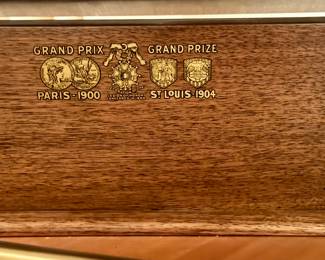 GRAND PRIX GRAND PRIZE
PARIS - 1900 ST LOUIS - 1904